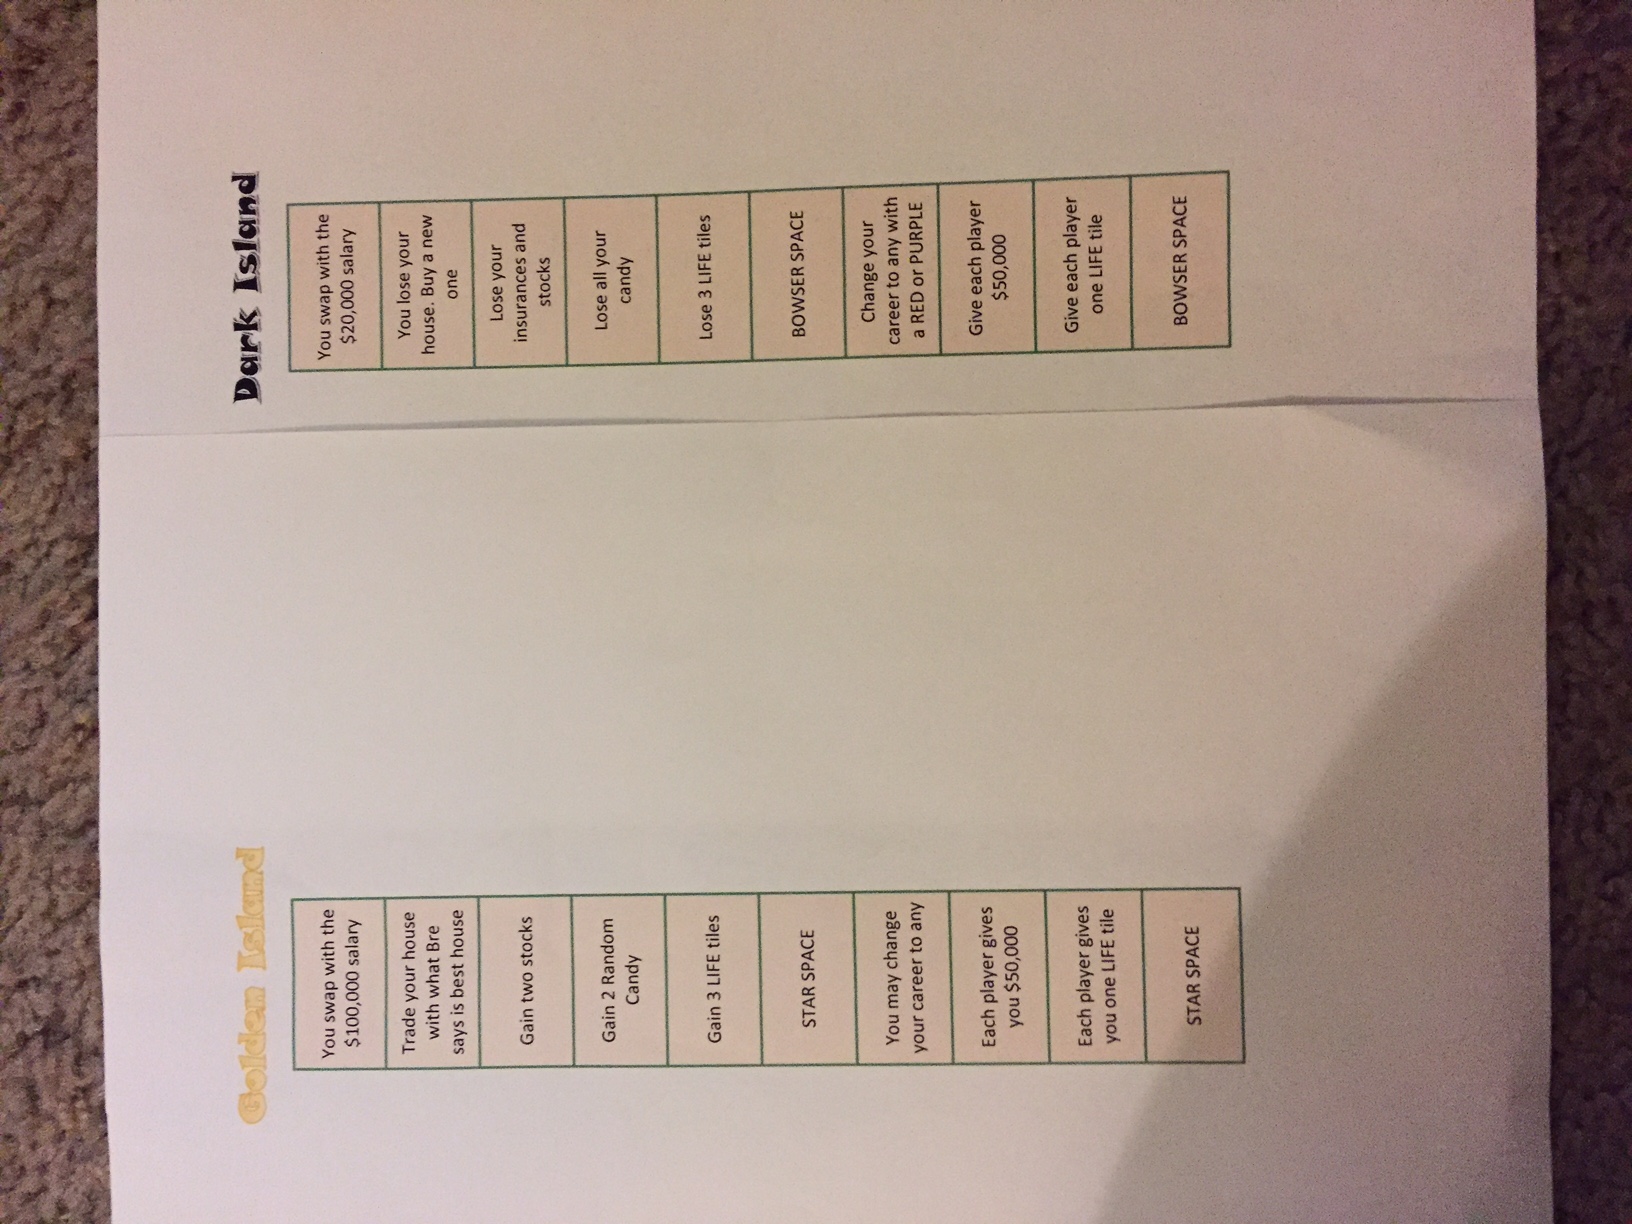 Golden Island
You swap with the
$100,000 salary
Trade your house
with what Bre
says is best house
Gain two stocks
Gain 2 Random
Candy
Gain 3 LIFE tiles
STAR SPACE
You may change
your career to any
Each player gives
you $50,000
Each player gives
you one LIFE tile
STAR SPACE
Dark Island
You swap with the
$20,000 salary
You lose your
house. Buy a new
one
Lose your
insurances and
stocks
Lose all your
candy
Lose 3 LIFE tiles
BOWSER SPACE
Change your
career to any with
a RED or PURPLE
Give each player
$50,000
Give each player
one LIFE tile
BOWSER SPACE